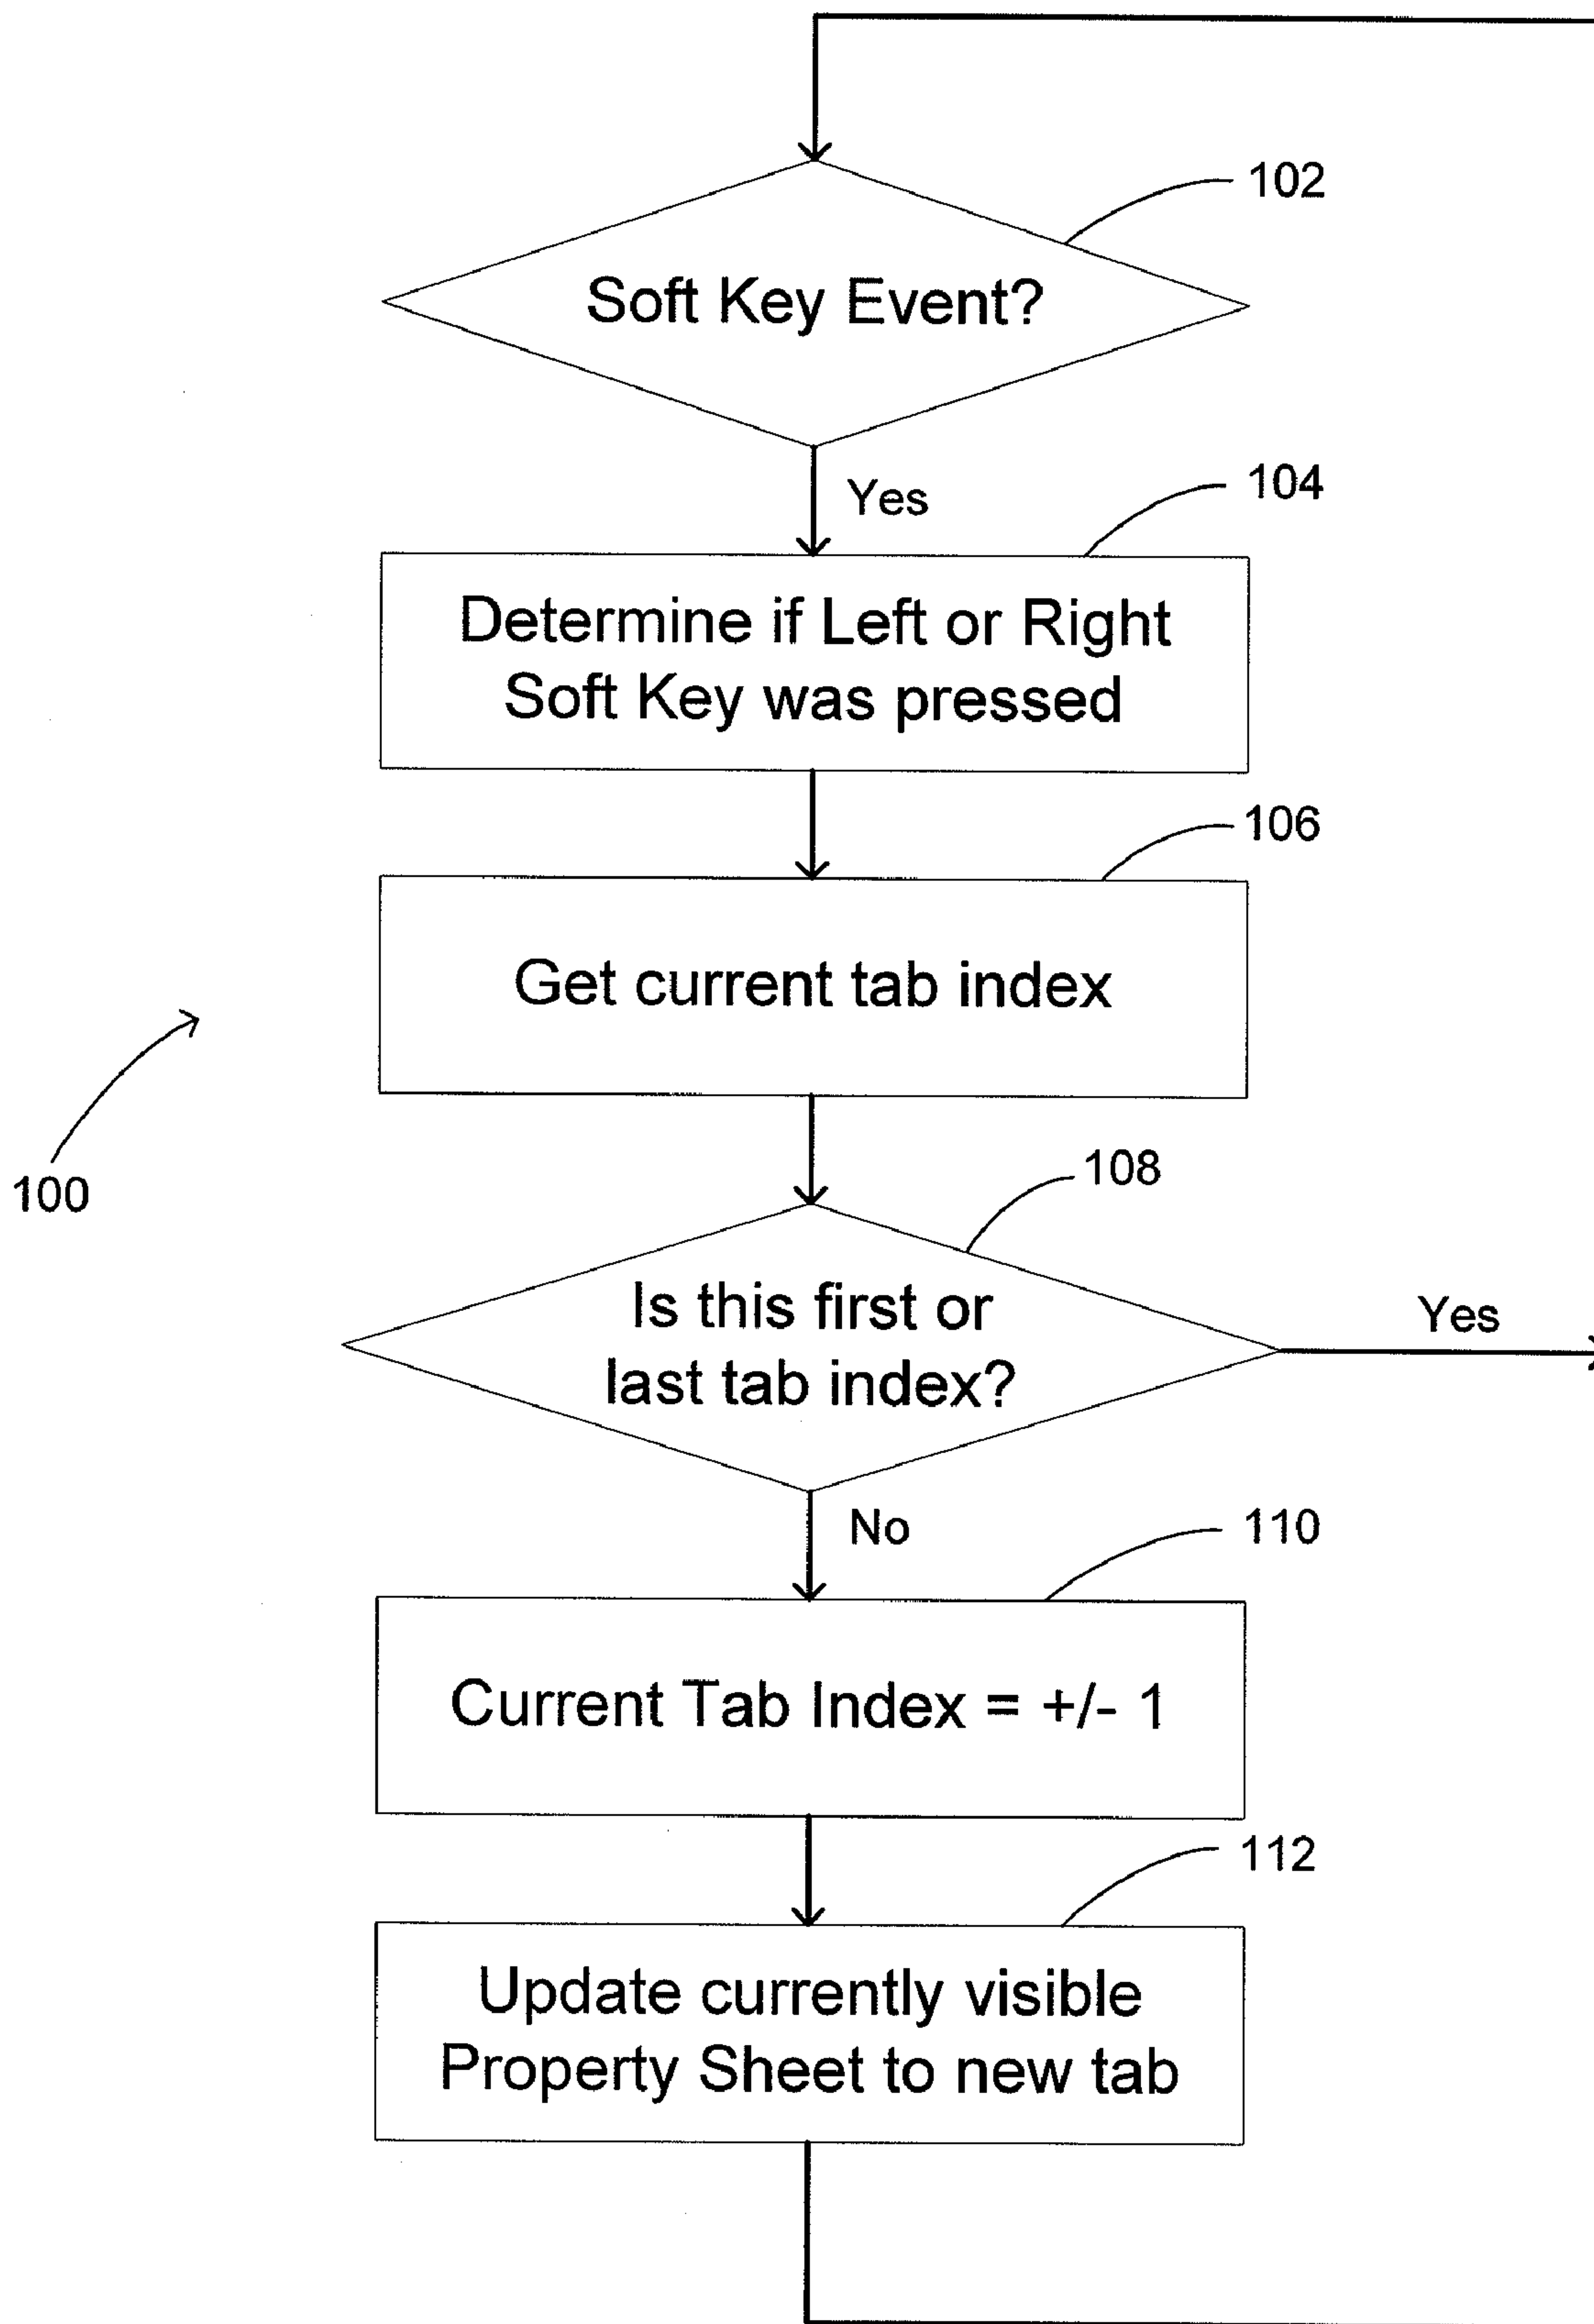 102
Soft Key Event?
Yes
104
Determine if Left or Right
Soft Key was pressed
106
Get current tab index
100
108
Is this first or
last tab index?
Yes
No
110
Current Tab Index = +/- 1
112
Update currently visible
Property Sheet to new tab